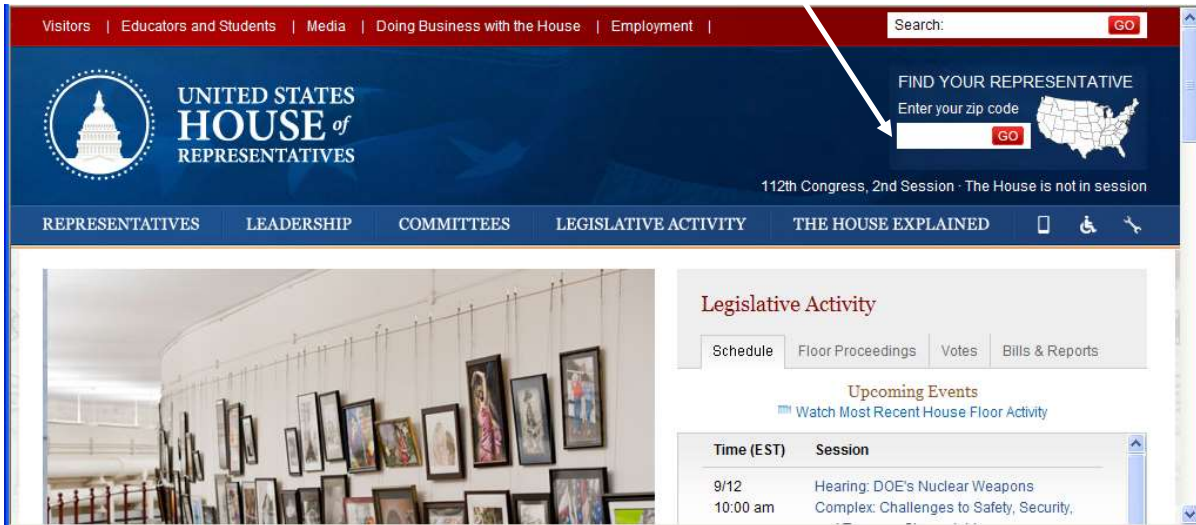 Visitors | Educators and Students | Media | Doing Business with the House | Employment |
Search: GO
UNITED STATES
HOUSE of
REPRESENTATIVES
FIND YOUR REPRESENTATIVE
Enter your zip code
GO
112th Congress, 2nd Session · The House is not in session
REPRESENTATIVES LEADERSHIP COMMITTEES LEGISLATIVE ACTIVITY THE HOUSE EXPLAINED
Legislative Activity
Schedule Floor Proceedings Votes Bills & Reports
Upcoming Events
Watch Most Recent House Floor Activity
Time (EST) Session
9/12 Hearing: DOE's Nuclear Weapons
10:00 am Complex: Challenges to Safety, Security,